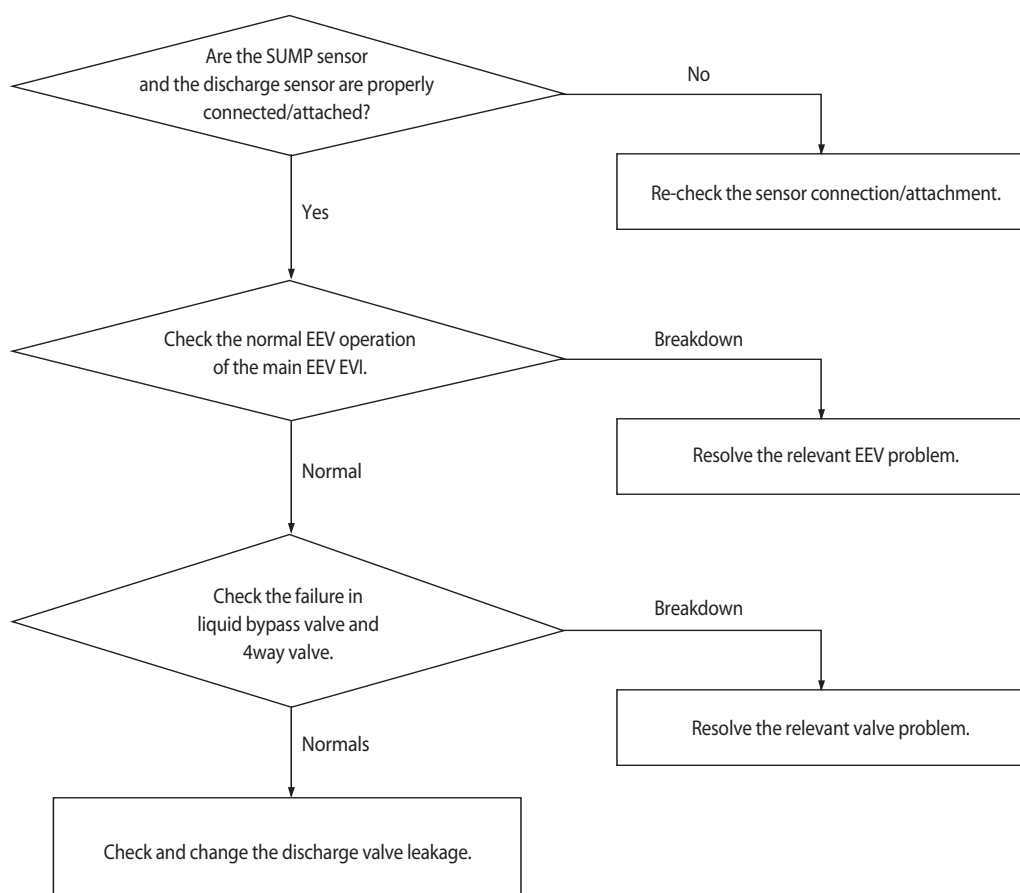 Are the SUMP sensor
and the discharge sensor are properly
connected/attached?
No
Re-check the sensor connection/attachment.
Yes
Check the normal EEV operation
of the main EEV EVI.
Breakdown
Resolve the relevant EEV problem.
Normal
Check the failure in
liquid bypass valve and
4way valve.
Breakdown
Resolve the relevant valve problem.
Normals
Check and change the discharge valve leakage.